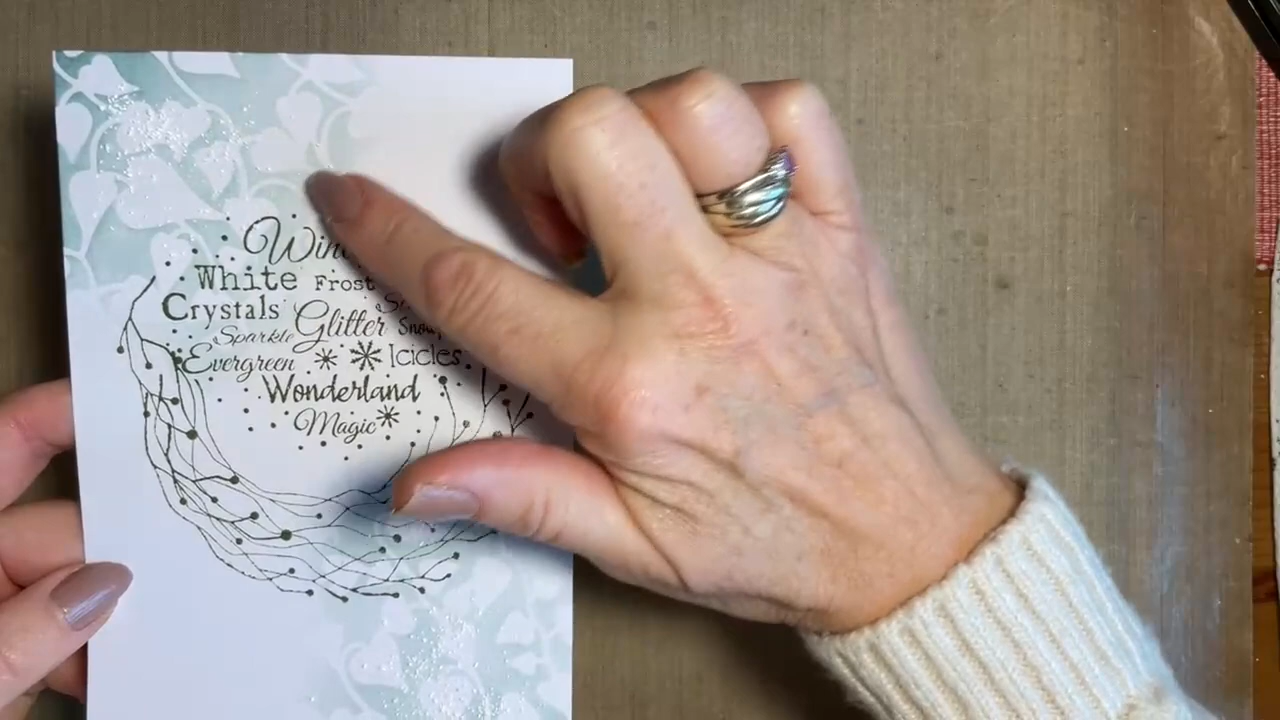 White Frost
Crystals
Sparkle Glitter
Evergreen Icicles
Wonderland
Magic